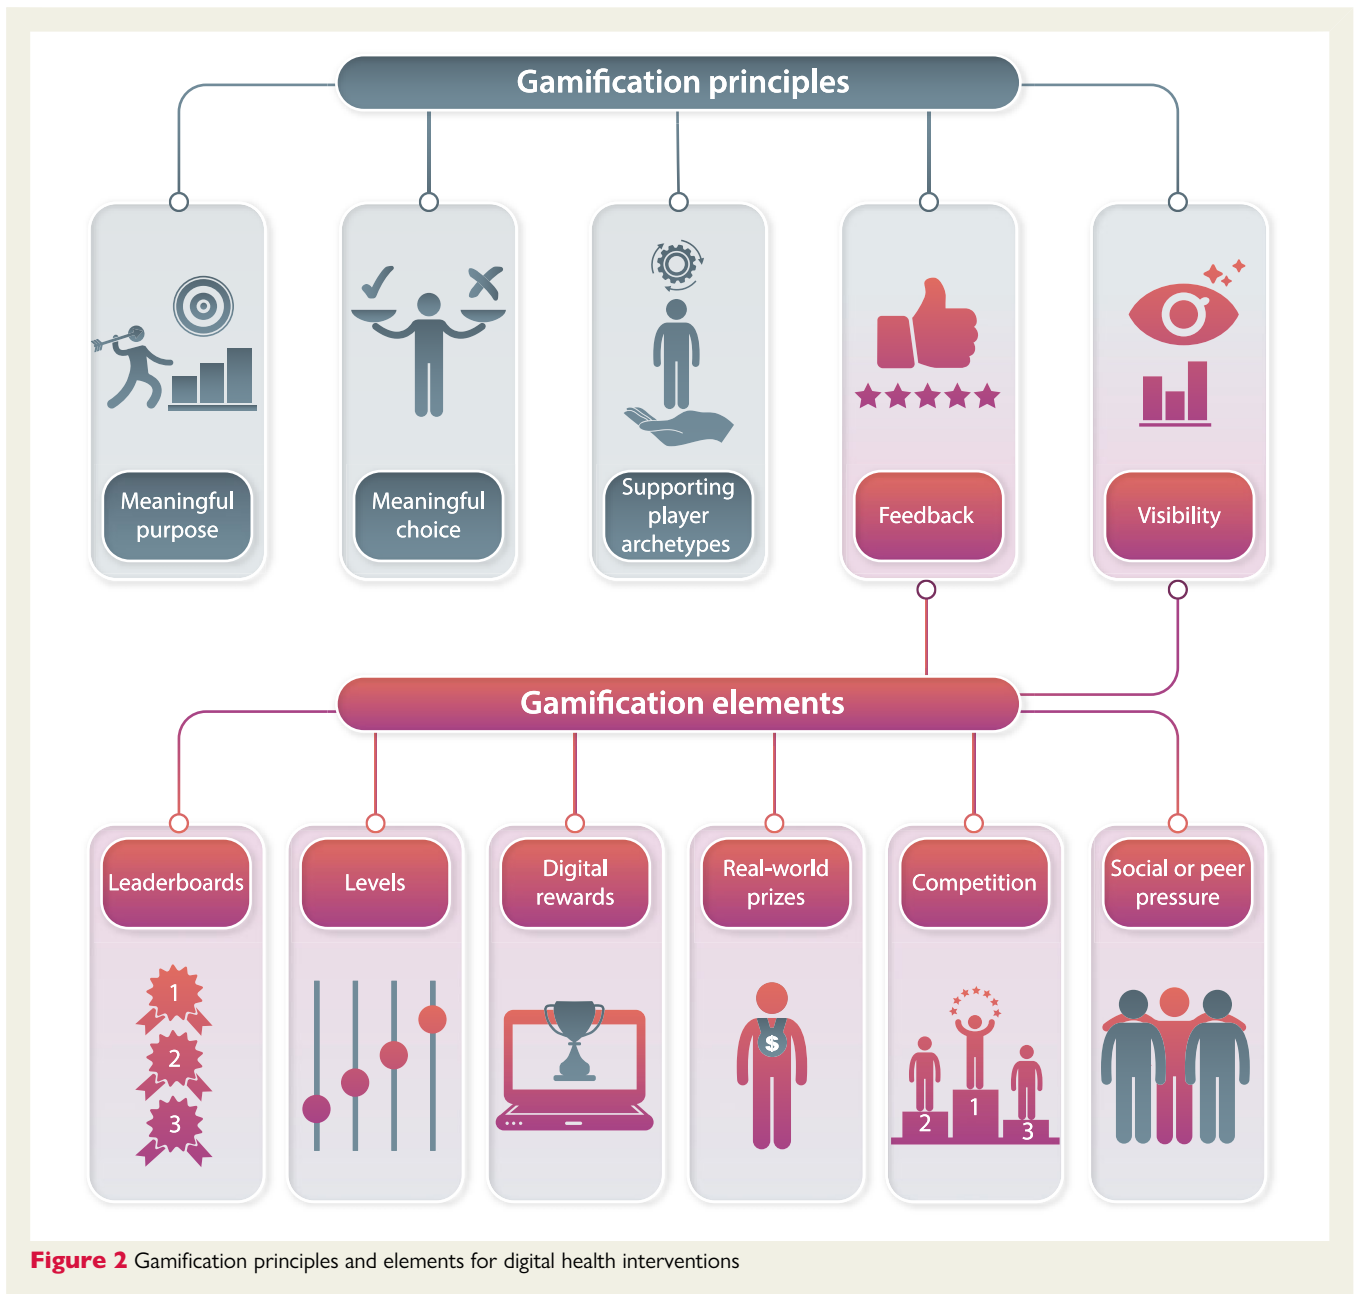 Gamification principles
Meaningful
purpose
Meaningful
choice
Supporting
player
archetypes
Feedback
Visibility
Gamification elements
Leaderboards
Levels
Digital
rewards
Real-world
prizes
Competition
Social or peer
pressure
1
2
3
$
2
1
3
Figure 2 Gamification principles and elements for digital health interventions